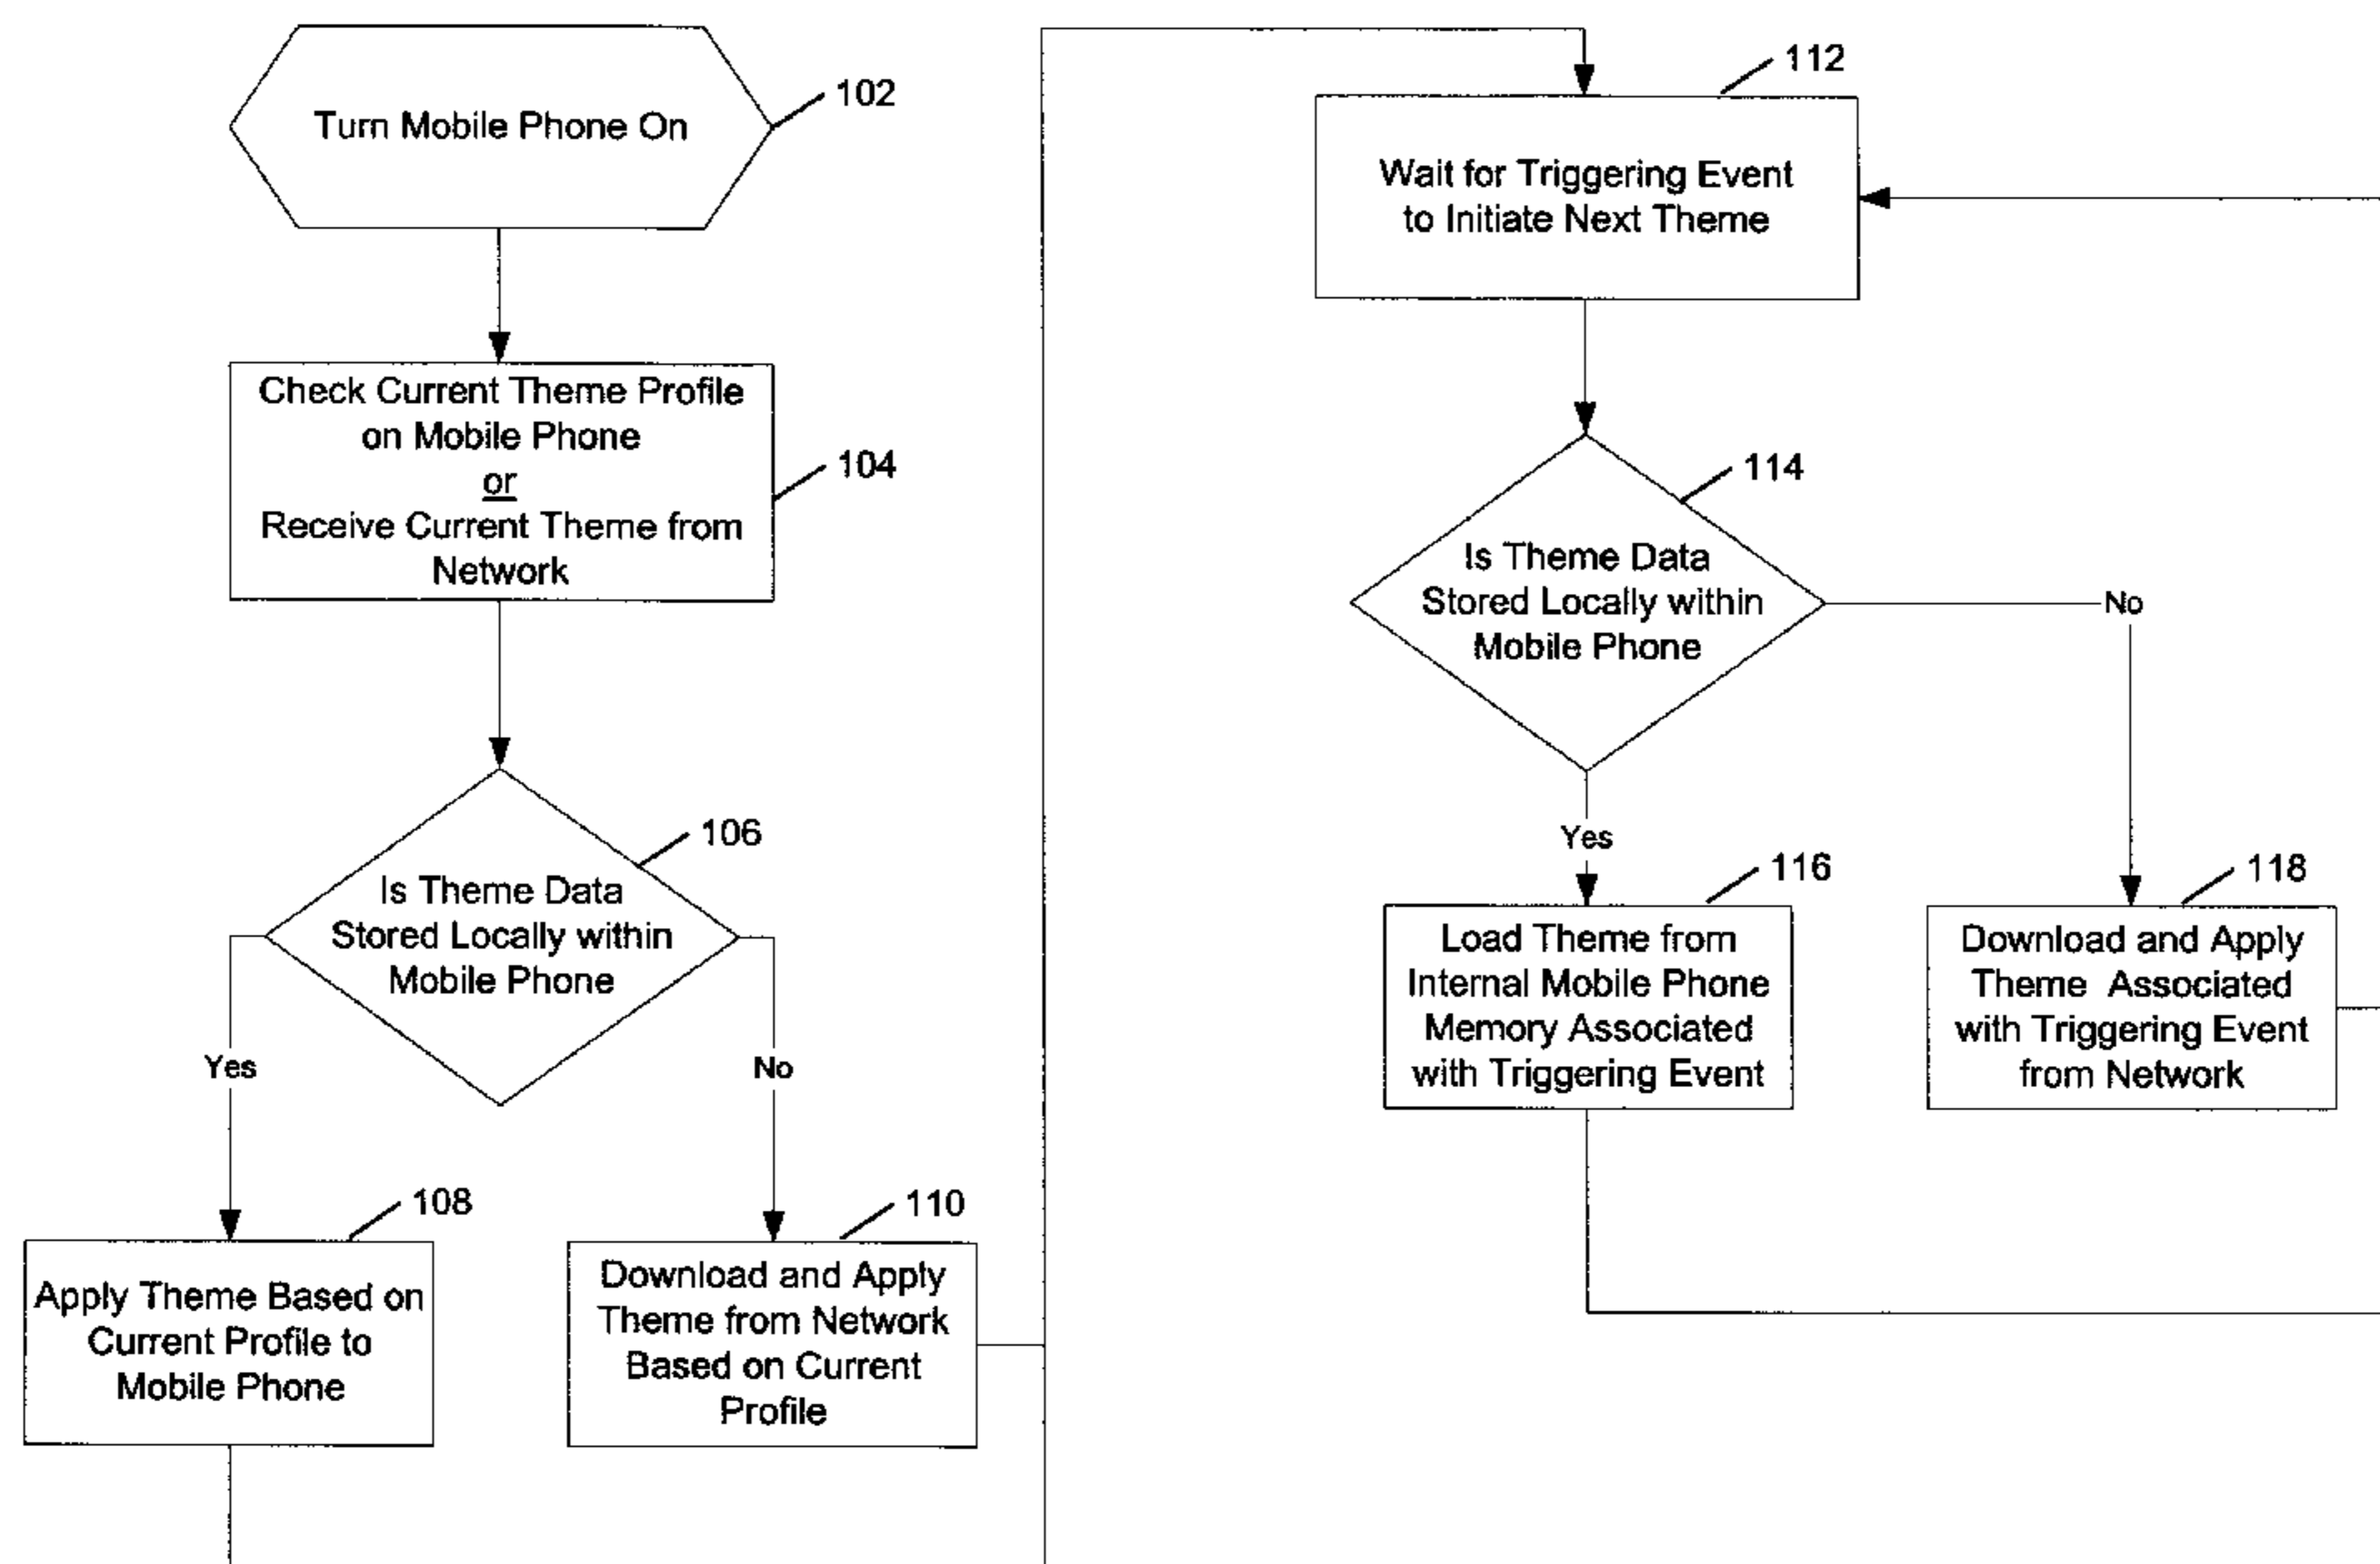 Turn Mobile Phone On
102
Check Current Theme Profile
on Mobile Phone
or
Receive Current Theme from
Network
104
106
Is Theme Data
Stored Locally within
Mobile Phone
Yes
No
108
Apply Theme Based on
Current Profile to
Mobile Phone
110
Download and Apply
Theme from Network
Based on Current
Profile
112
Wait for Triggering Event
to Initiate Next Theme
114
Is Theme Data
Stored Locally within
Mobile Phone
No
Yes
116
Load Theme from
Internal Mobile Phone
Memory Associated
with Triggering Event
118
Download and Apply
Theme Associated
with Triggering Event
from Network